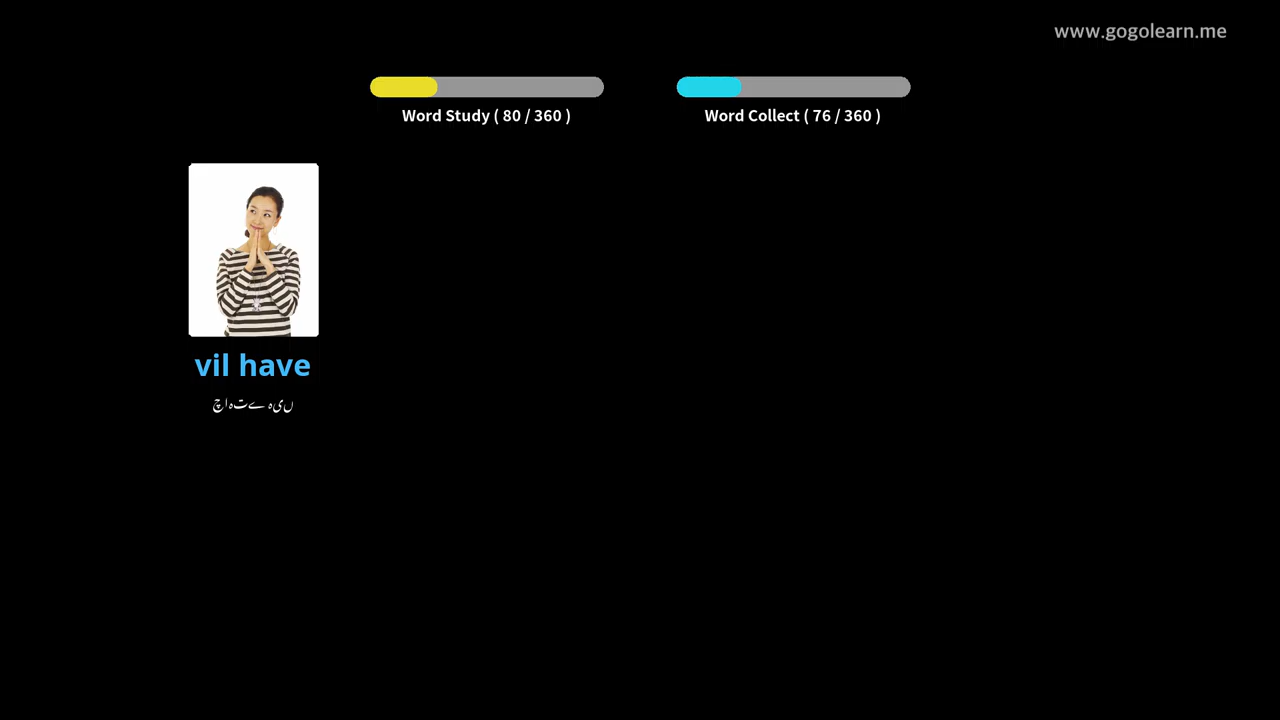 www.gogolearn.me
Word Study ( 80 / 360 )
Word Collect ( 76 / 360 )
vil have
چاہتے ہیں